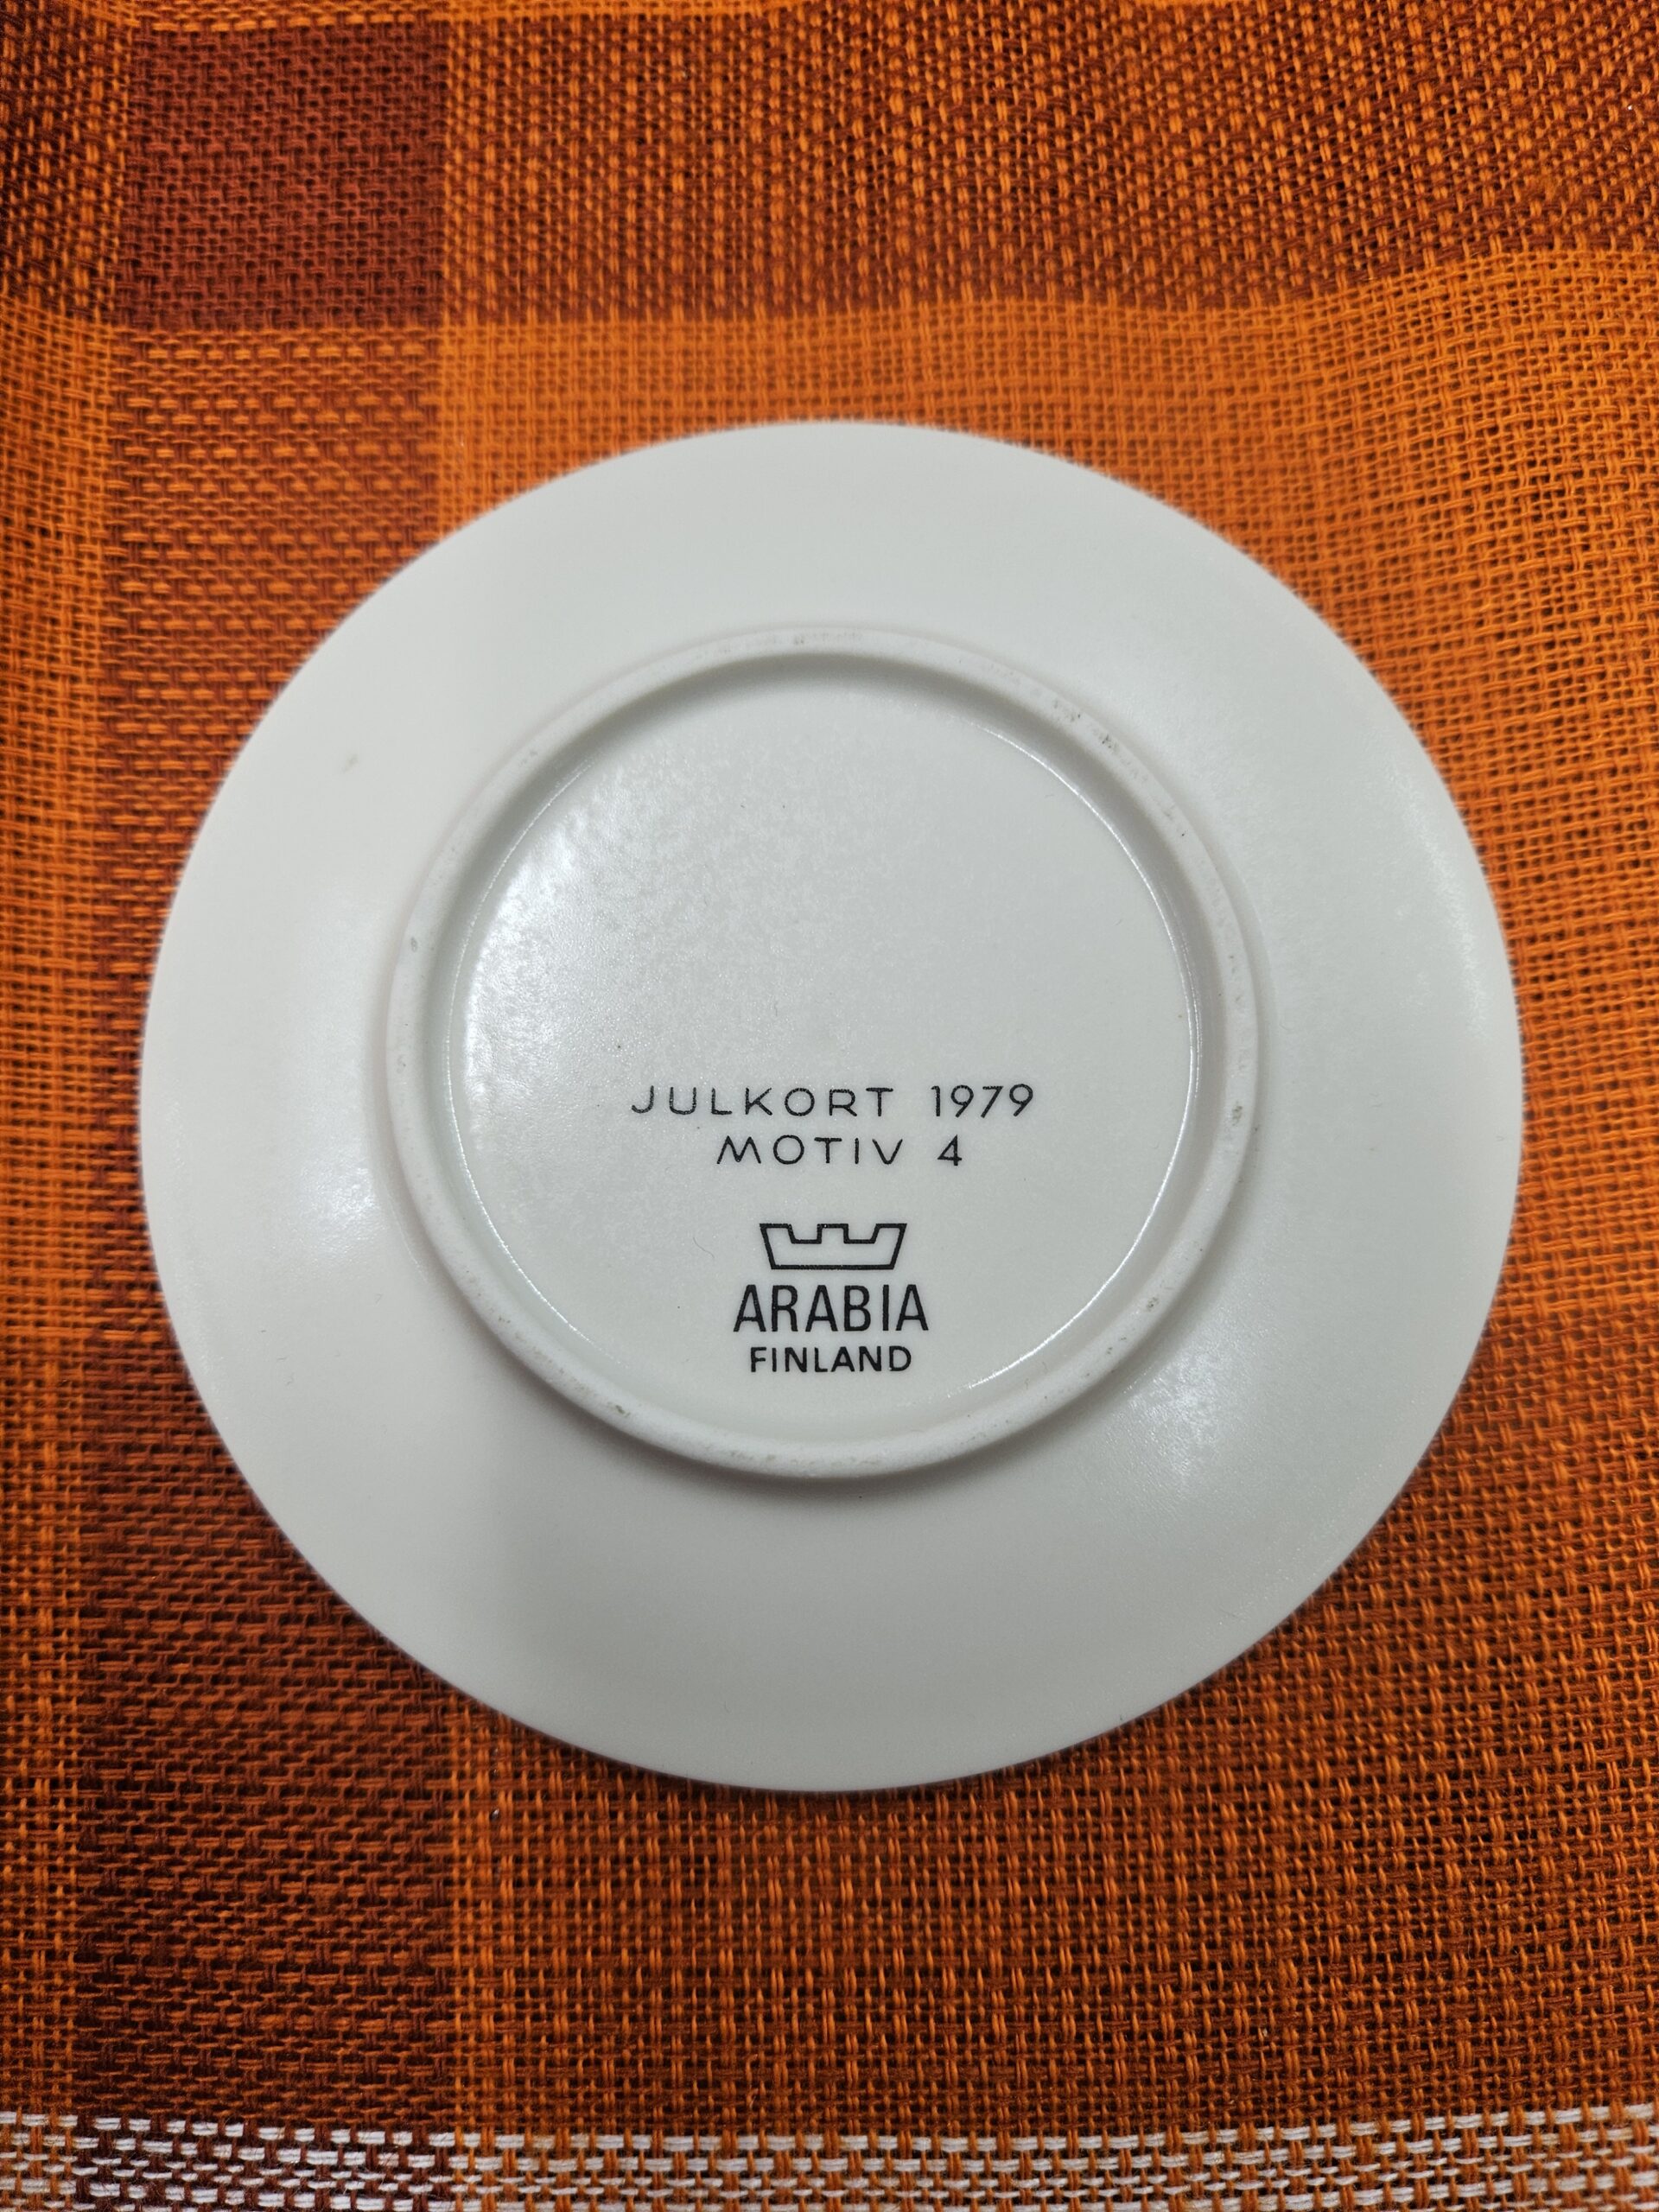 JULKORT 1979
MOTIV 4
ARABIA
FINLAND